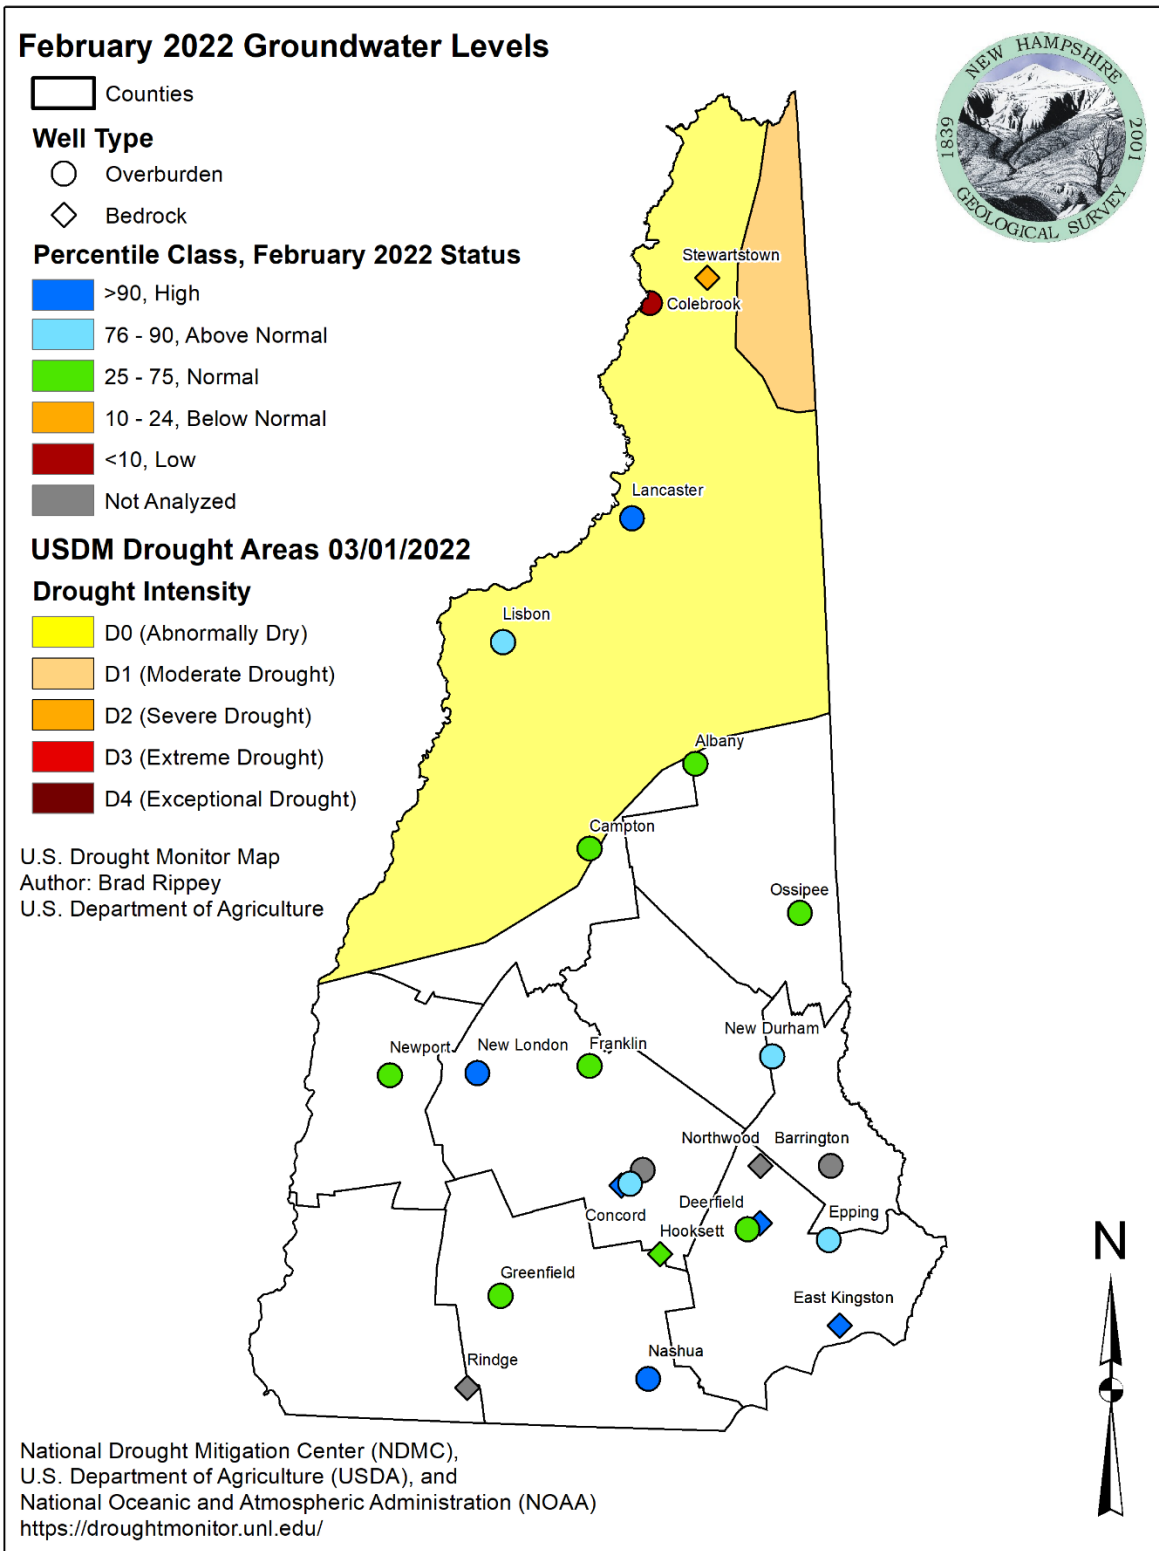 February 2022 Groundwater Levels
Counties
Well Type
Overburden
Bedrock
Percentile Class, February 2022 Status
>90, High
76 - 90, Above Normal
25 - 75, Normal
10 - 24, Below Normal
<10, Low
Not Analyzed
USDM Drought Areas 03/01/2022
Drought Intensity
D0 (Abnormally Dry)
D1 (Moderate Drought)
D2 (Severe Drought)
D3 (Extreme Drought)
D4 (Exceptional Drought)
U.S. Drought Monitor Map
Author: Brad Rippey
U.S. Department of Agriculture
NEW HAMPSHIRE
1839
2001
GEOLOGICAL SURVEY
Stewartstown
Colebrook
Lancaster
Lisbon
Albany
Campton
Ossipee
New Durham
Newport
New London
Franklin
Northwood
Barrington
Concord
Deerfield
Hooksett
Epping
Greenfield
East Kingston
Rindge
Nashua
N
National Drought Mitigation Center (NDMC),
U.S. Department of Agriculture (USDA), and
National Oceanic and Atmospheric Administration (NOAA)
https://droughtmonitor.unl.edu/